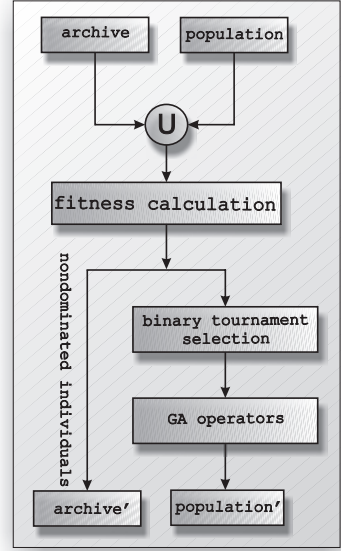 archive
population
U
fitness calculation
nondominated individuals
binary tournament
selection
GA operators
archive’
population’